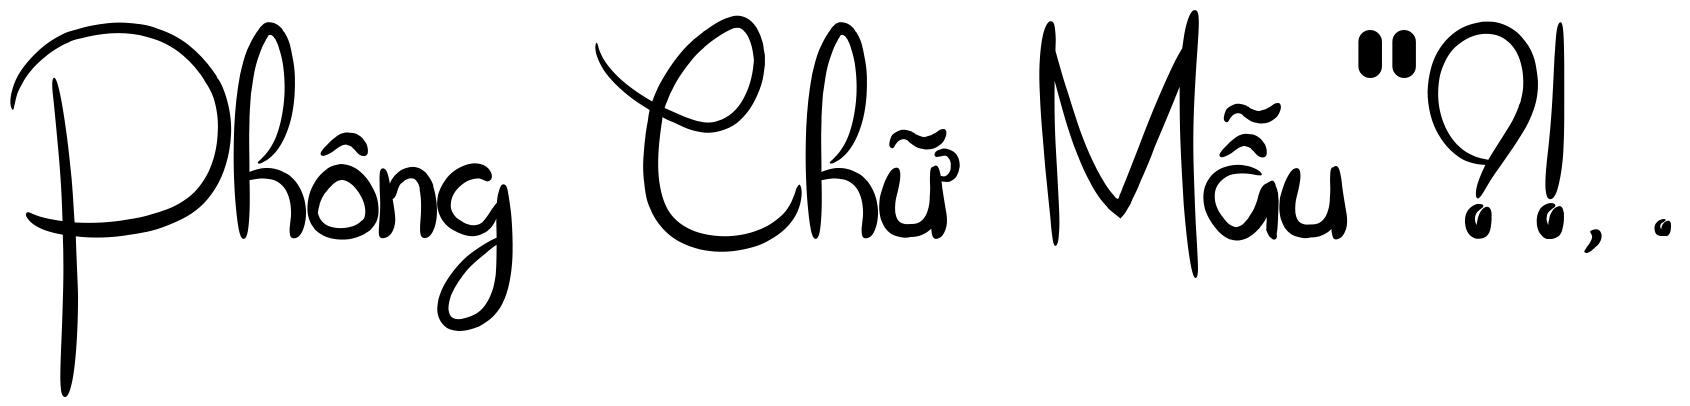 Phông Chữ Mẫu "?!, .